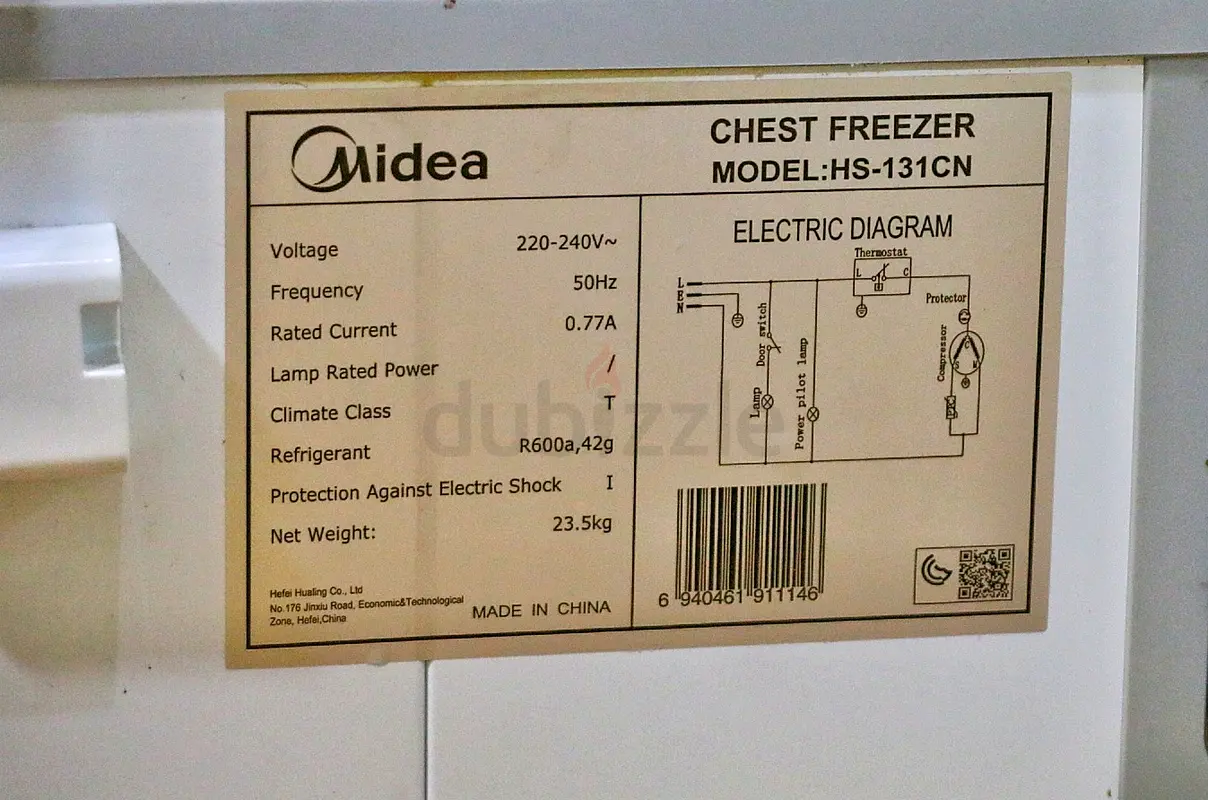 Midea
CHEST FREEZER
MODEL:HS-131CN
Voltage 220-240V~
Frequency 50Hz
Rated Current 0.77A
Lamp Rated Power /
Climate Class T
Refrigerant R600a,42g
Protection Against Electric Shock I
Net Weight: 23.5kg
Hefei Hualing Co., Ltd
No.176 Jinxiu Road, Economic&Technological
Zone, Hefei,China
MADE IN CHINA
ELECTRIC DIAGRAM
Thermostat
L C
L
E
N
Protector
Door switch
Compressor
Lamp
Power pilot lamp
6 940461 911146
dubizzle